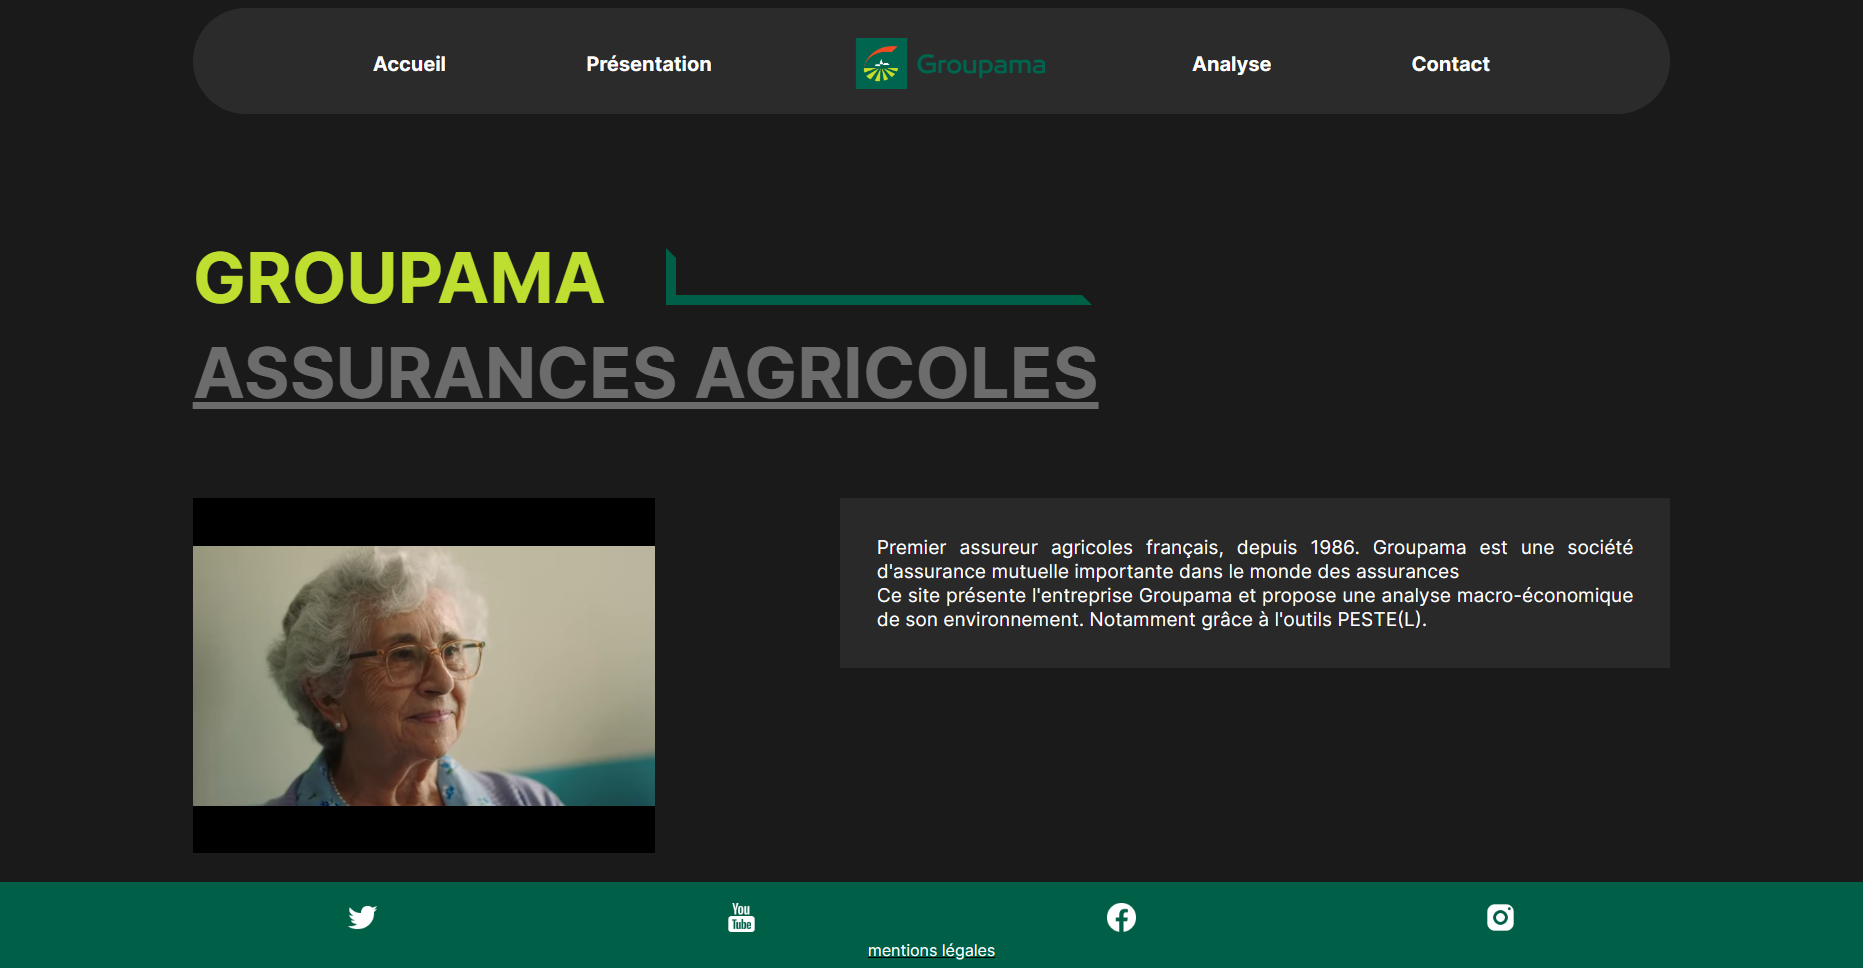 Accueil
Présentation
Groupama
Analyse
Contact
GROUPAMA
ASSURANCES AGRICOLES
Premier assureur agricoles français, depuis 1986. Groupama est une société
d'assurance mutuelle importante dans le monde des assurances
Ce site présente l'entreprise Groupama et propose une analyse macro-économique
de son environnement. Notamment grâce à l'outils PESTE(L).
You
Tube
mentions légales